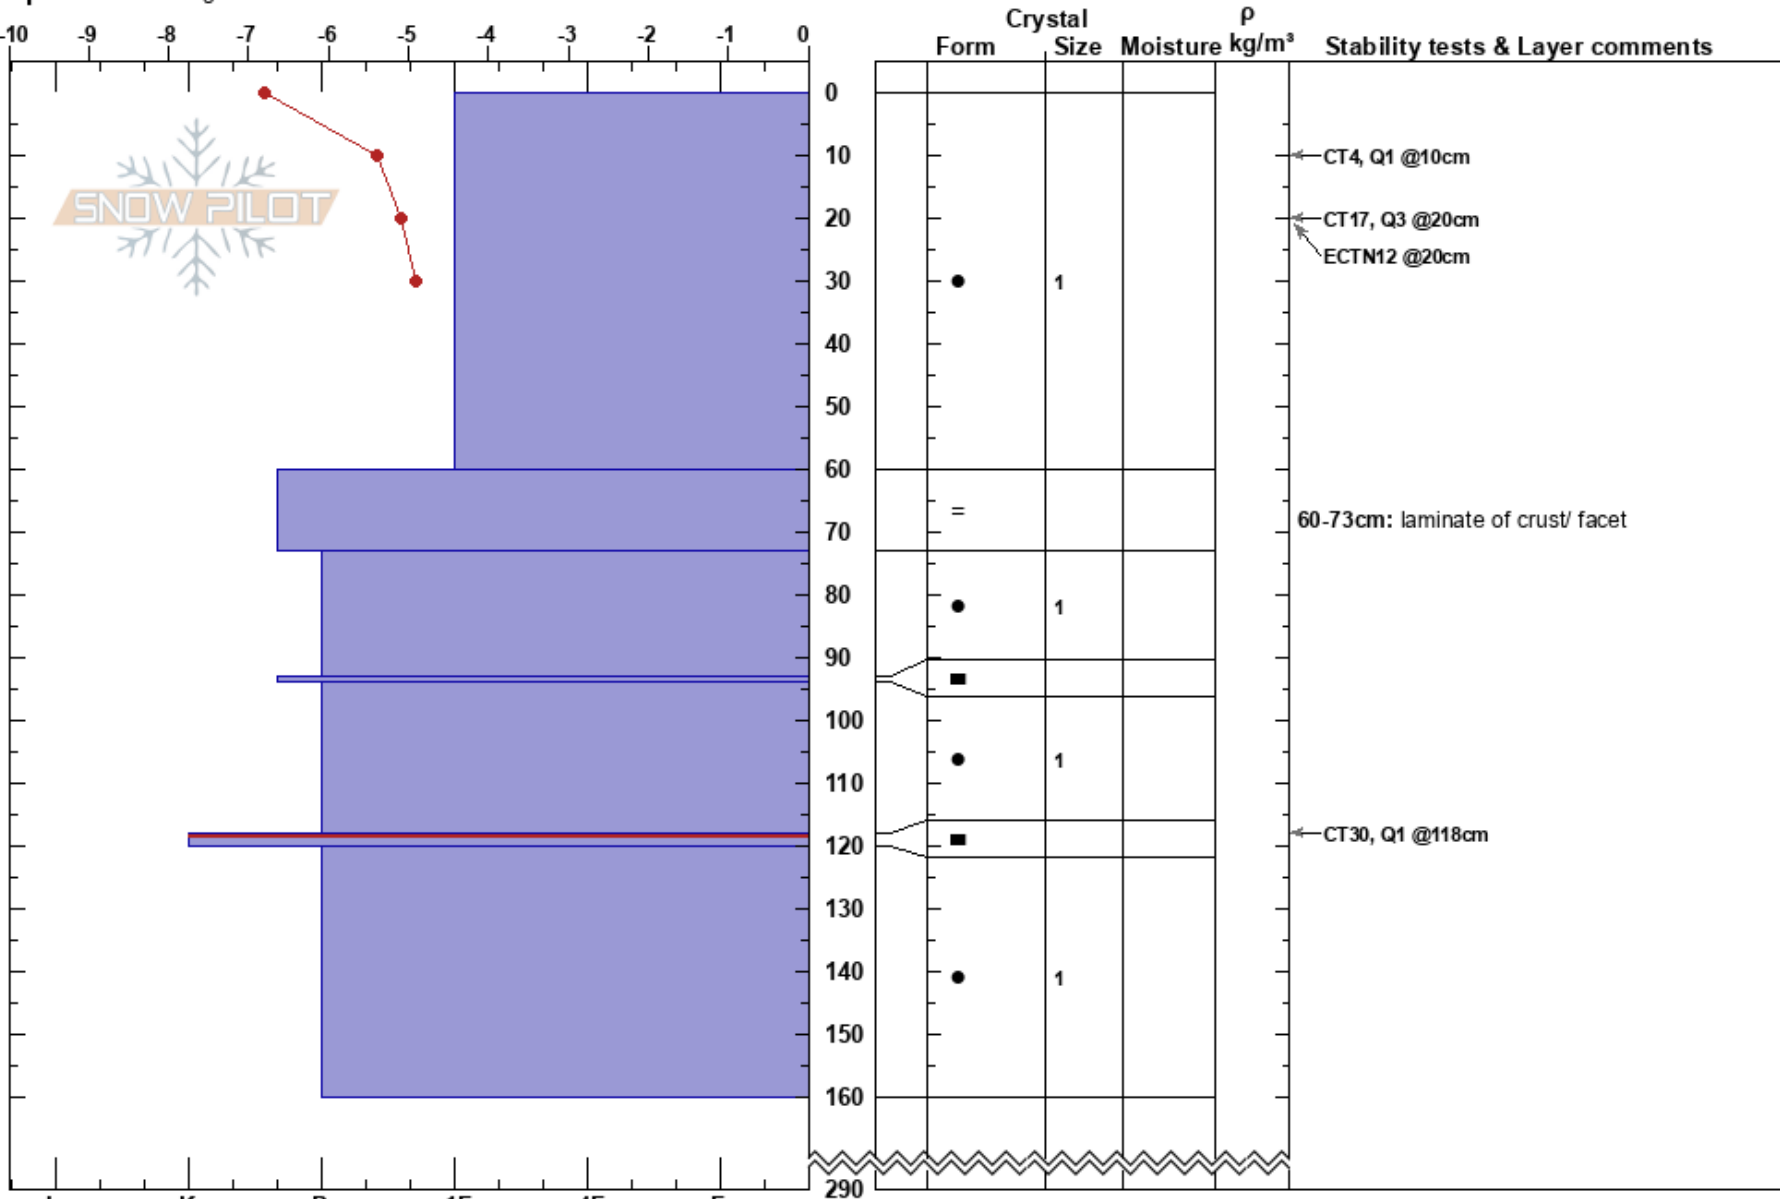 -10 -9 -8 -7 -6 -5 -4 -3 -2 -1 0
Crystal
ρ
Form Size Moisture kg/m³ Stability tests & Layer comments
SNOW PILOT
0
10
CT4, Q1 @10cm
20
CT17, Q3 @20cm
ECTN12 @20cm
30
1
40
50
60
=
60-73cm: laminate of crust/ facet
70
80
1
90
100
1
110
120
CT30, Q1 @118cm
130
140
1
150
160
290